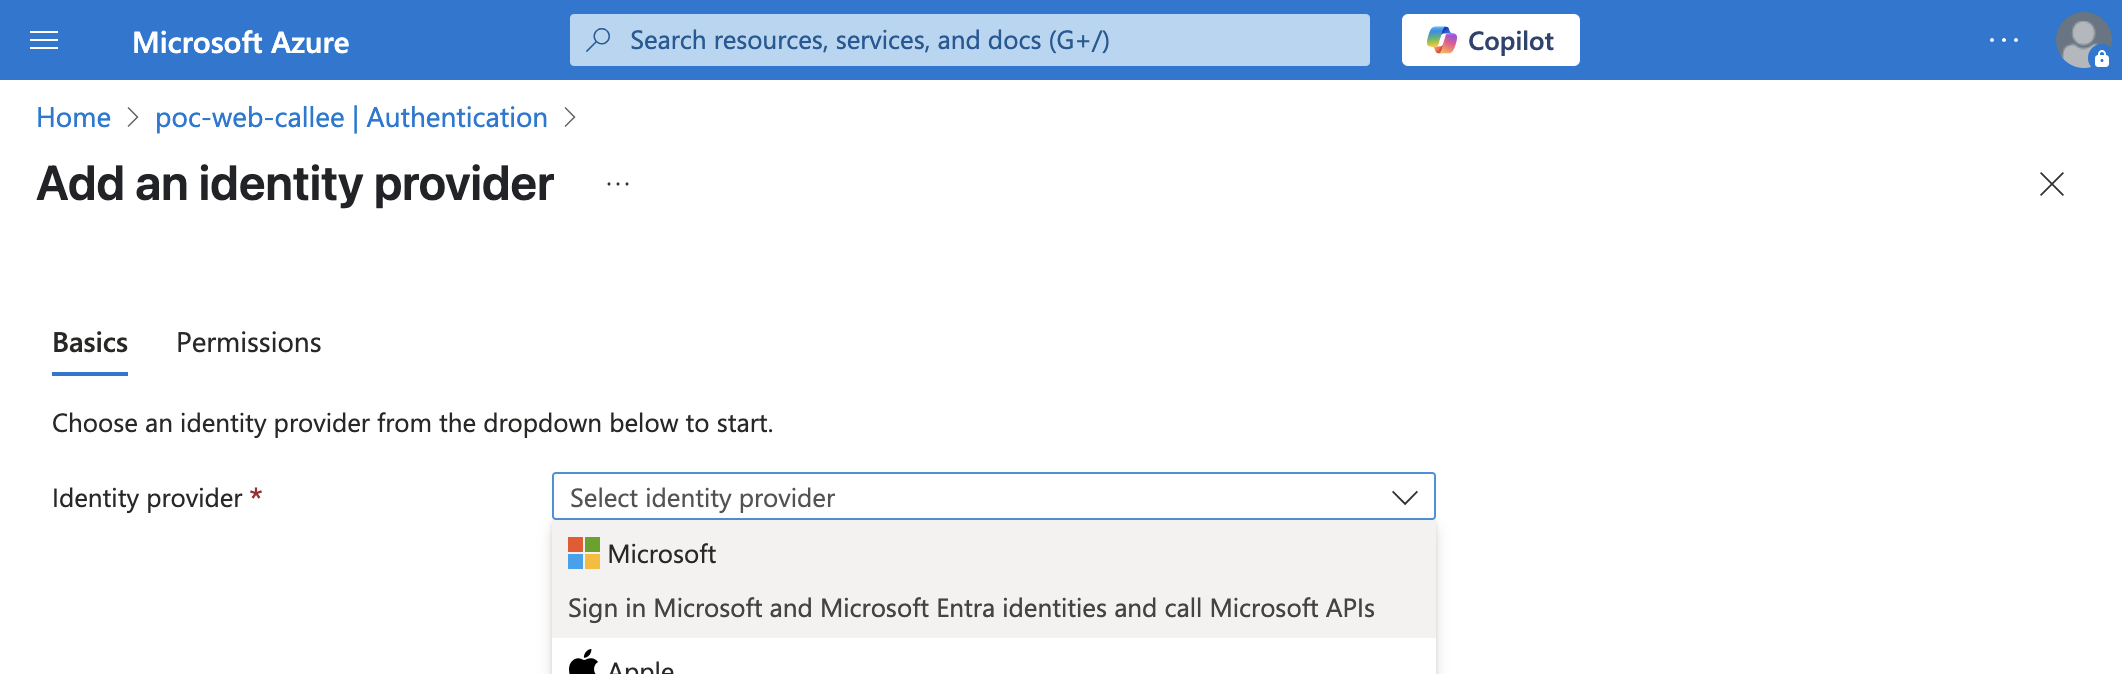 Microsoft Azure
Search resources, services, and docs (G+/)
Copilot
Home > poc-web-callee | Authentication >
Add an identity provider ...
Basics Permissions
Choose an identity provider from the dropdown below to start.
Identity provider * Select identity provider
Microsoft
Sign in Microsoft and Microsoft Entra identities and call Microsoft APIs
Apple